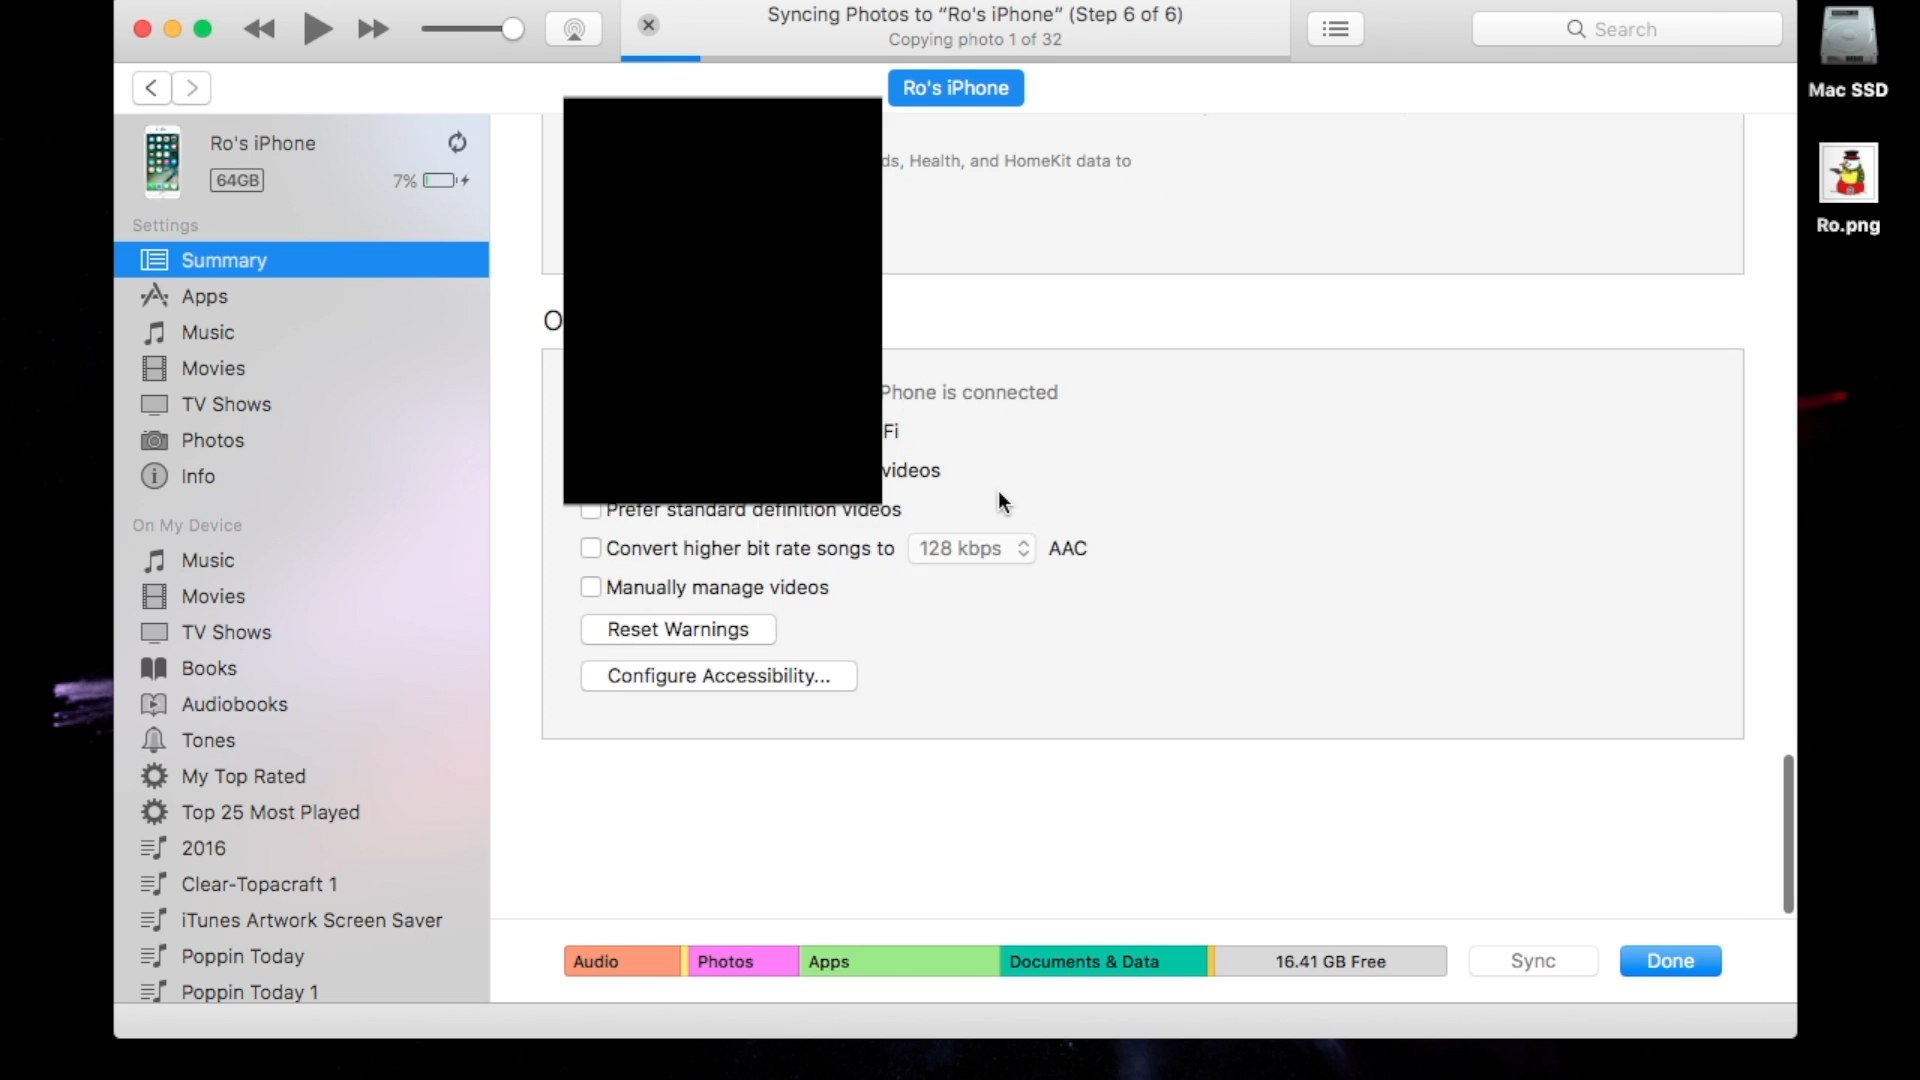 Syncing Photos to “Ro's iPhone” (Step 6 of 6)
Copying photo 1 of 32
Search
Mac SSD
Ro.png
Ro's iPhone
Ro's iPhone
64GB
7%
Settings
Summary
Apps
Music
Movies
TV Shows
Photos
Info
On My Device
Music
Movies
TV Shows
Books
Audiobooks
Tones
My Top Rated
Top 25 Most Played
2016
Clear-Topacraft 1
iTunes Artwork Screen Saver
Poppin Today
Poppin Today 1
Health, and HomeKit data to
Phone is connected
Fi
videos
Prefer standard definition videos
Convert higher bit rate songs to 128 kbps AAC
Manually manage videos
Reset Warnings
Configure Accessibility...
Audio Photos Apps Documents & Data 16.41 GB Free
Sync
Done